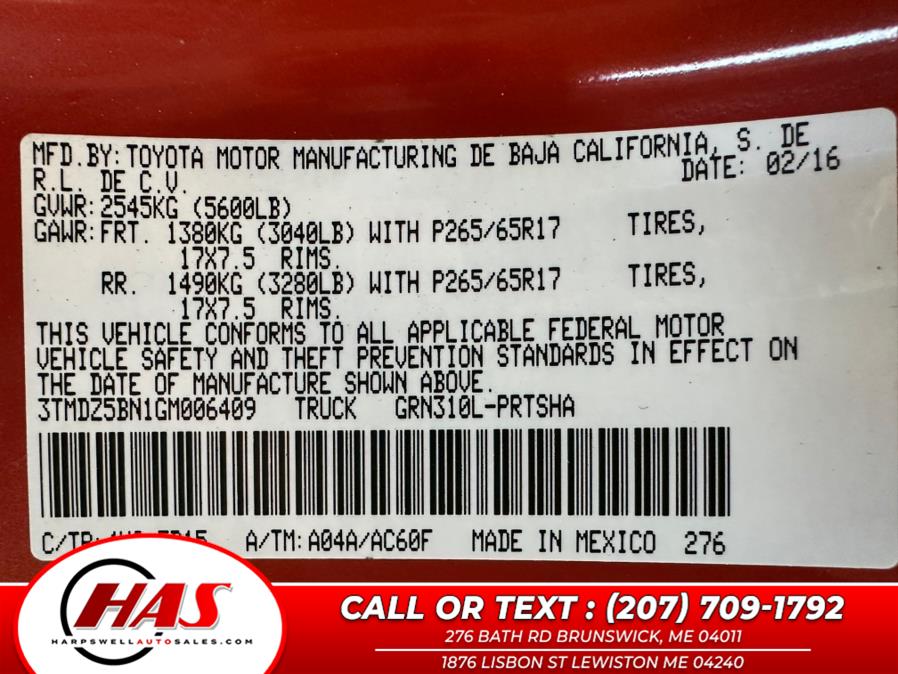 MFD.BY: TOYOTA MOTOR MANUFACTURING DE BAJA CALIFORNIA, S. DE
R.L. DE C.V. DATE: 02/16
GVWR: 2545KG (5600LB)
GAWR: FRT. 1380KG (3040LB) WITH P265/65R17 TIRES,
17X7.5 RIMS.
RR. 1490KG (3280LB) WITH P265/65R17 TIRES,
17X7.5 RIMS.
THIS VEHICLE CONFORMS TO ALL APPLICABLE FEDERAL MOTOR
VEHICLE SAFETY AND THEFT PREVENTION STANDARDS IN EFFECT ON
THE DATE OF MANUFACTURE SHOWN ABOVE.
3TMDZ5BN1GM006409 TRUCK GRN310L-PRTSHA
A/TM: A04A/AC60F MADE IN MEXICO 276
HAS
HARPSWELLAUTOSALES.COM
CALL OR TEXT : (207) 709-1792
276 BATH RD BRUNSWICK, ME 04011
1876 LISBON ST LEWISTON ME 04240